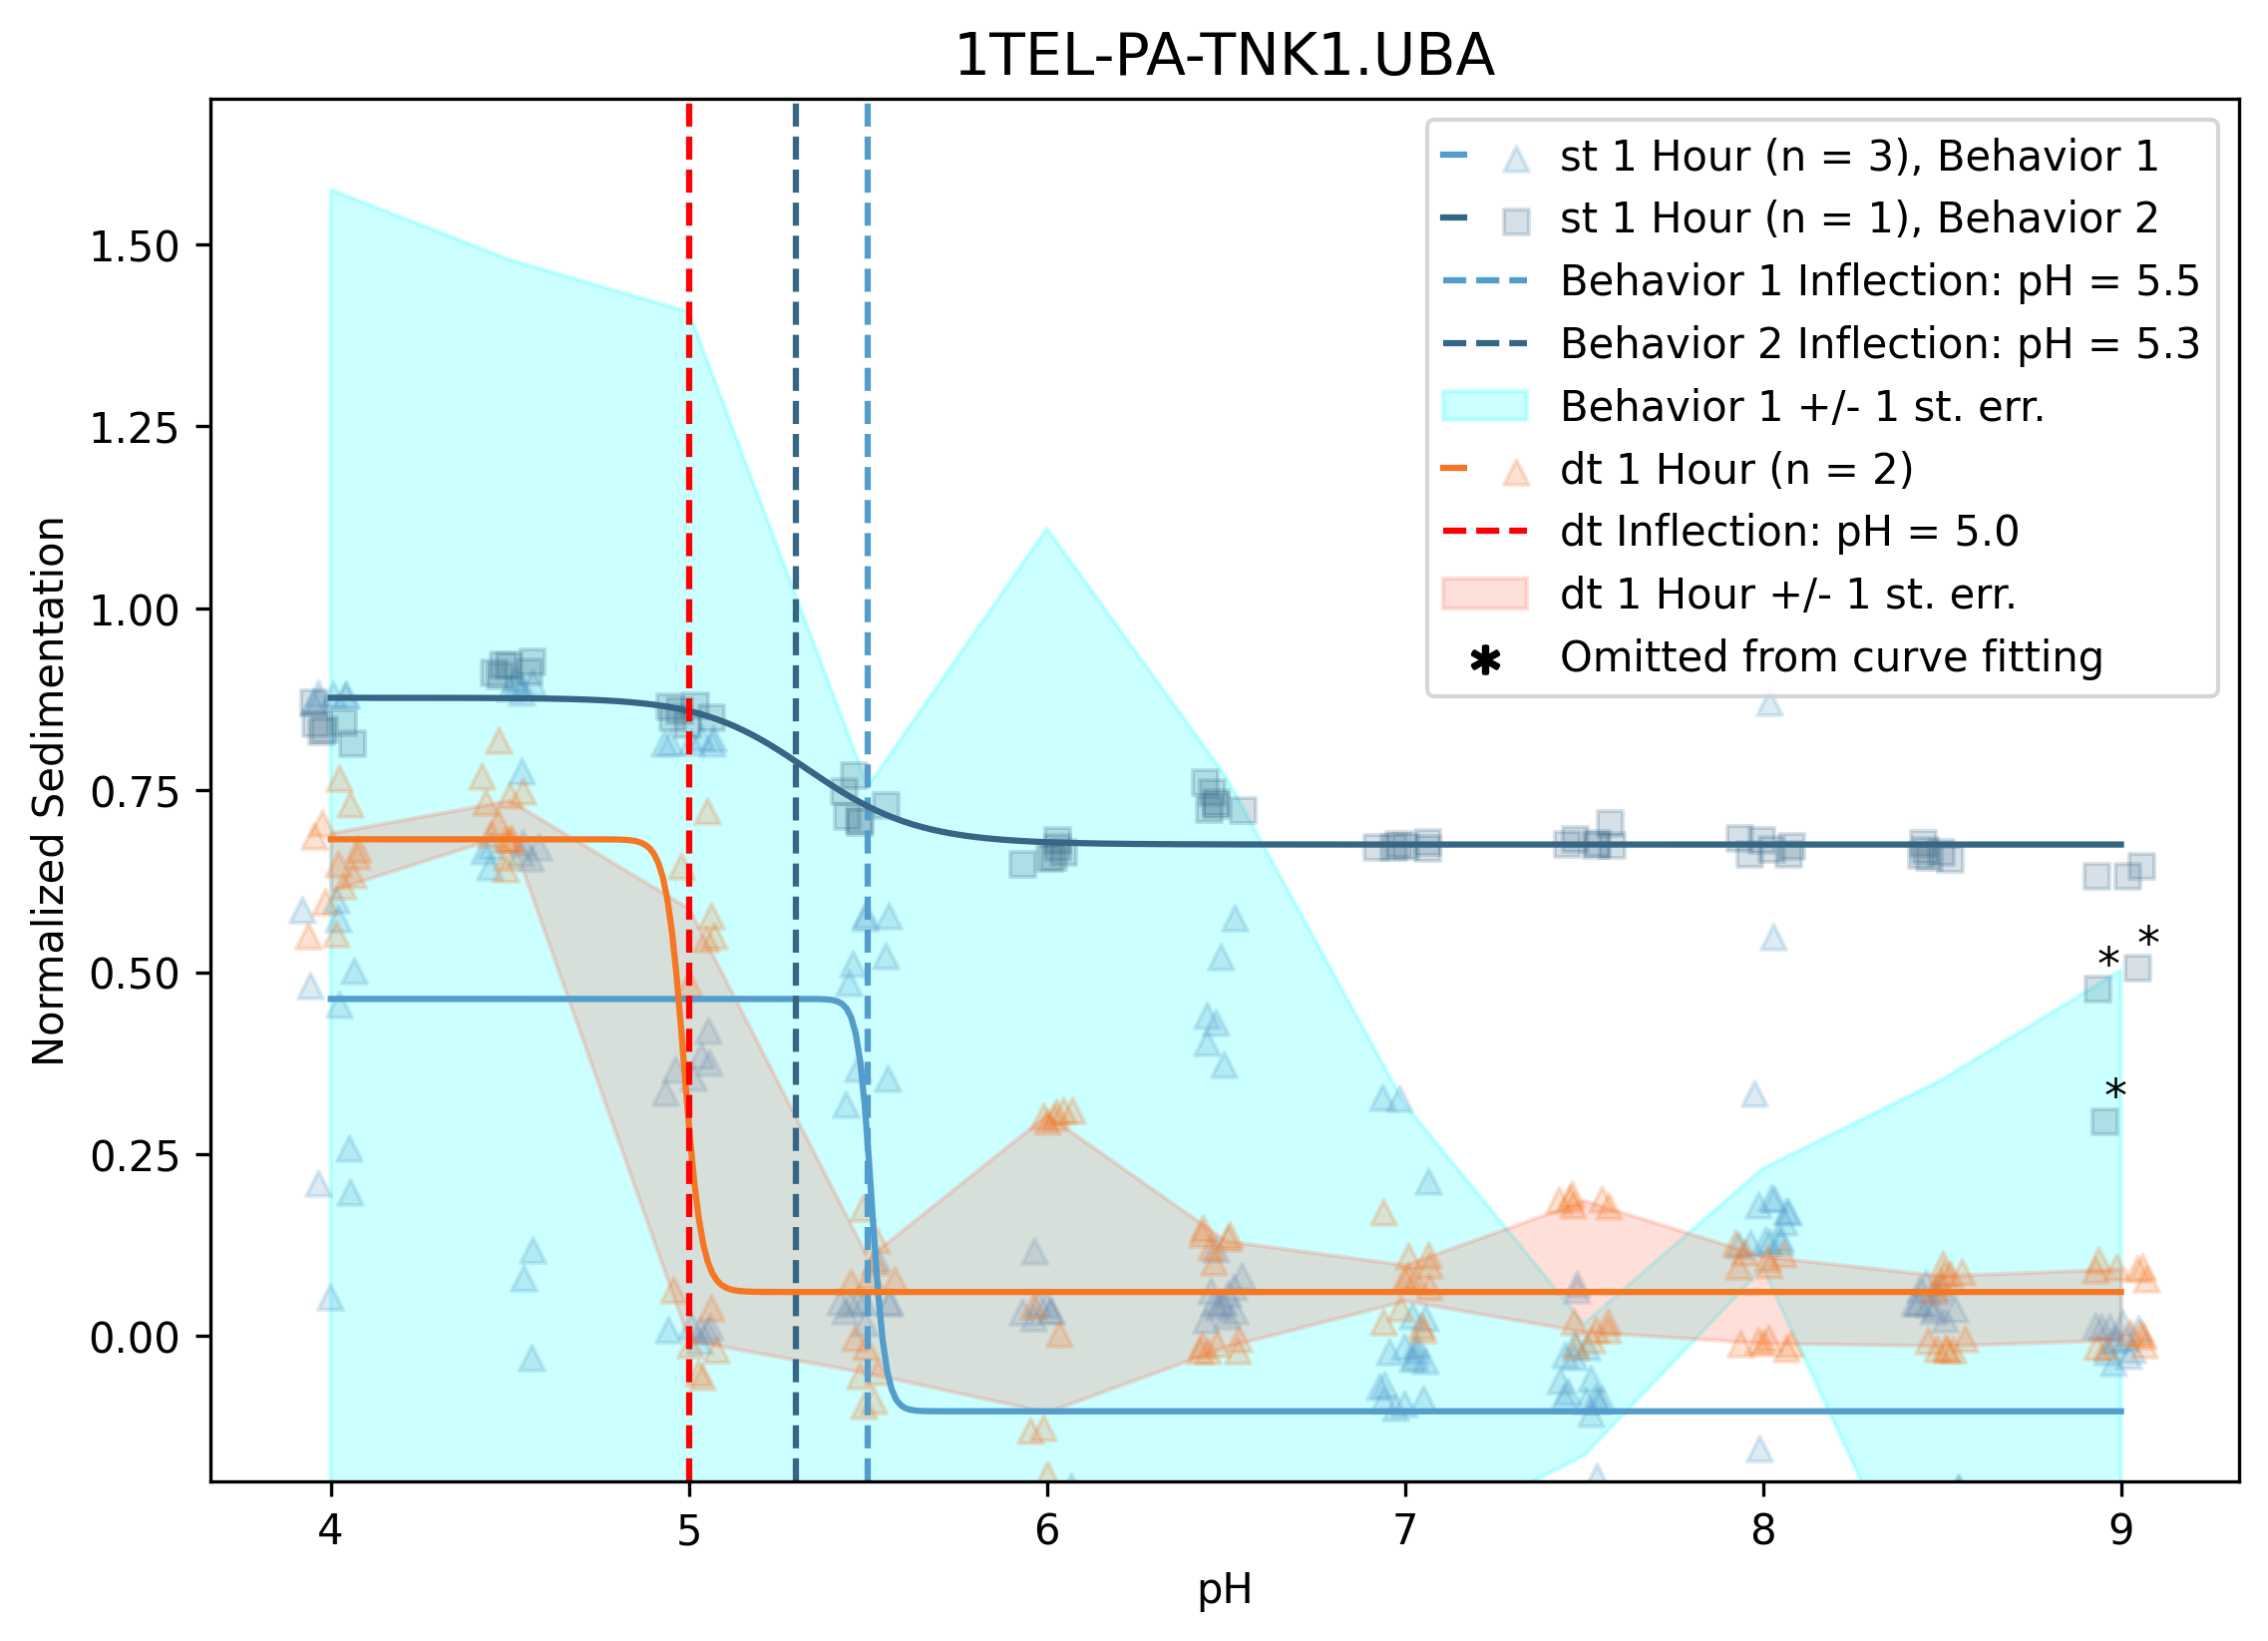 1TEL-PA-TNK1.UBA
st 1 Hour (n = 3), Behavior 1
st 1 Hour (n = 1), Behavior 2
Behavior 1 Inflection: pH = 5.5
Behavior 2 Inflection: pH = 5.3
Behavior 1 +/- 1 st. err.
dt 1 Hour (n = 2)
dt Inflection: pH = 5.0
dt 1 Hour +/- 1 st. err.
Omitted from curve fitting
Normalized Sedimentation
1.50
1.25
1.00
0.75
0.50
0.25
0.00
*
*
*
4 5 6 7 8 9
pH